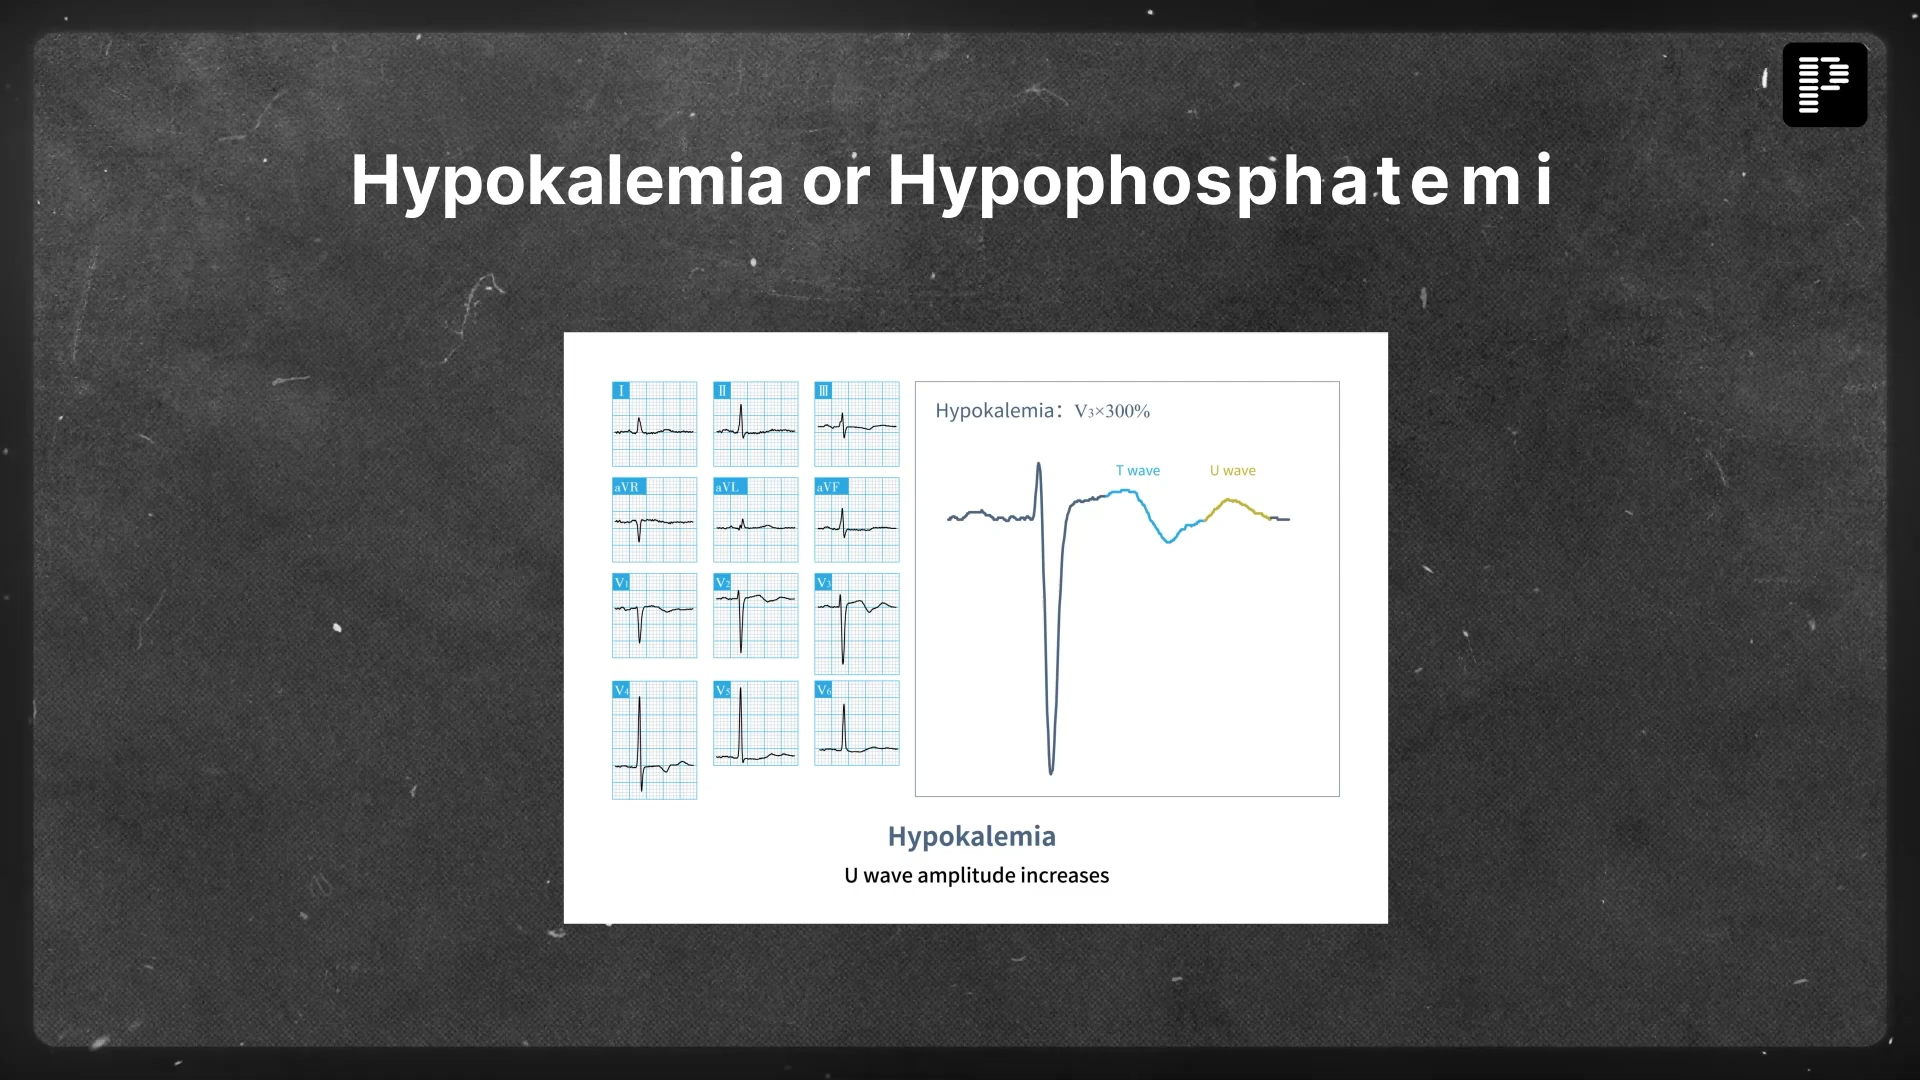 Hypokalemia or Hypophosphatemi
I
II
III
Hypokalemia: V3×300%
T wave
U wave
aVR
aVL
aVF
V1
V2
V3
V4
V5
V6
Hypokalemia
U wave amplitude increases